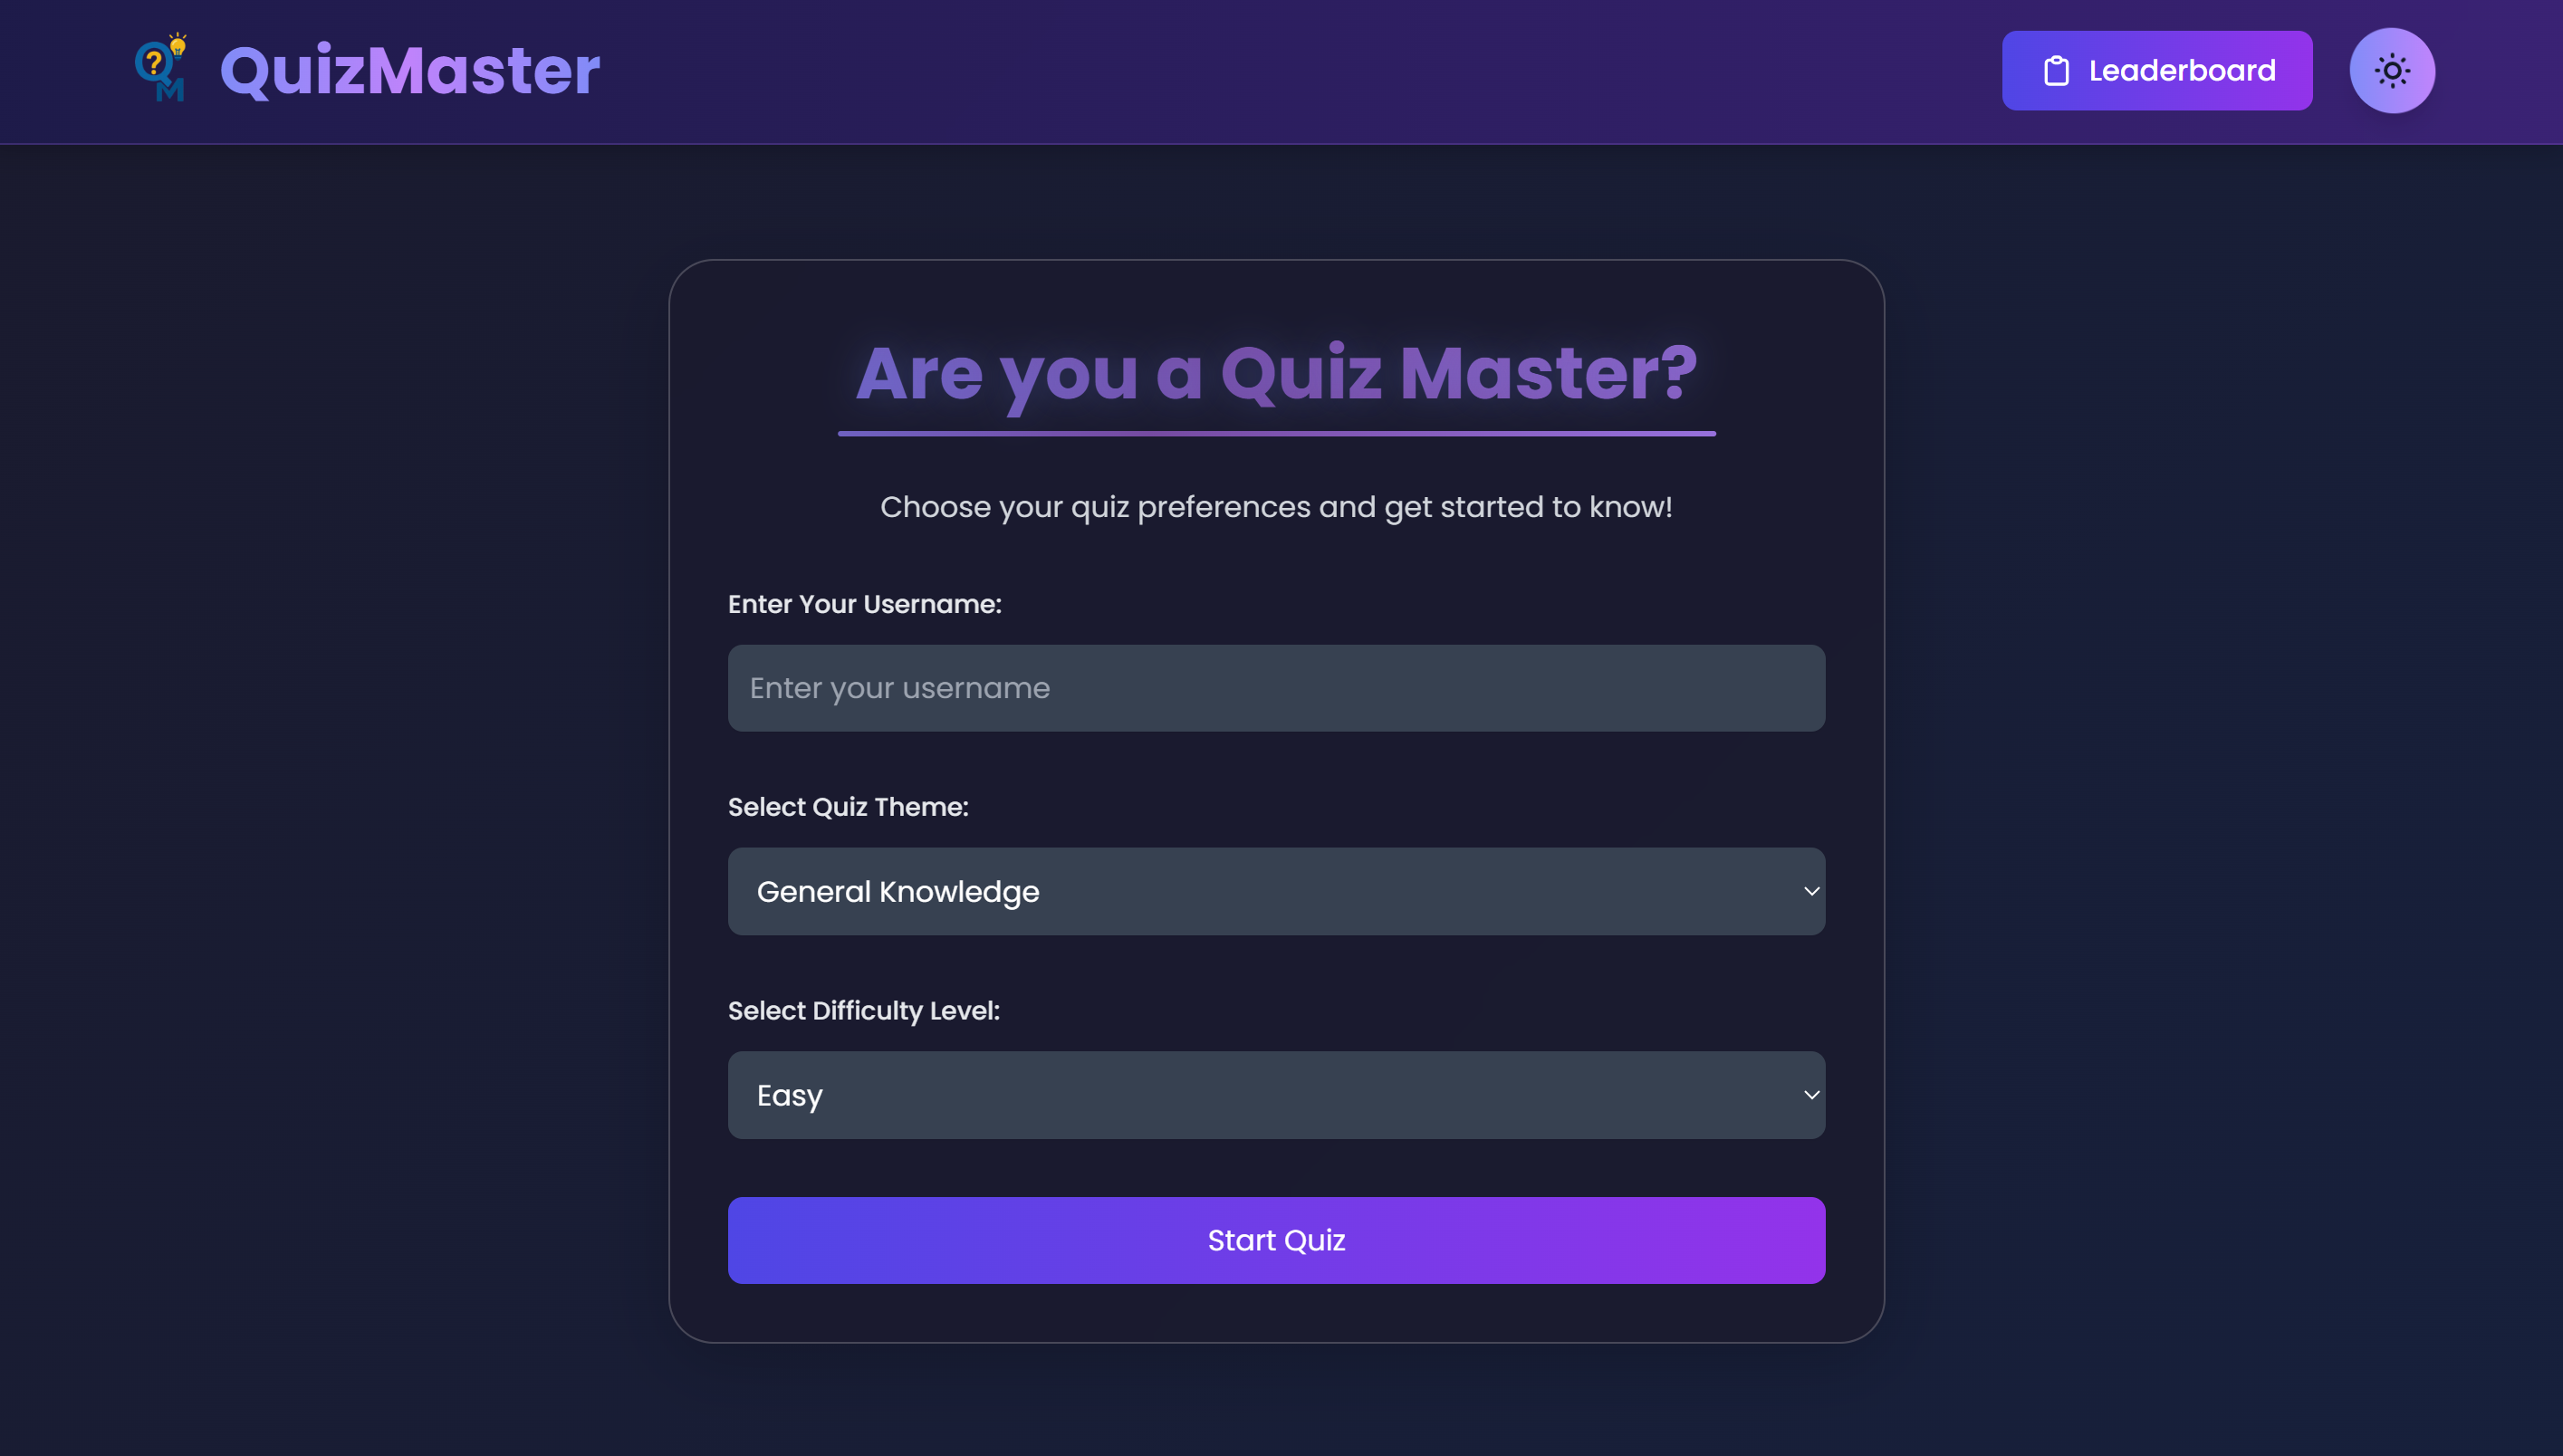 QuizMaster
Leaderboard
Are you a Quiz Master?
Choose your quiz preferences and get started to know!
Enter Your Username:
Enter your username
Select Quiz Theme:
General Knowledge
Select Difficulty Level:
Easy
Start Quiz